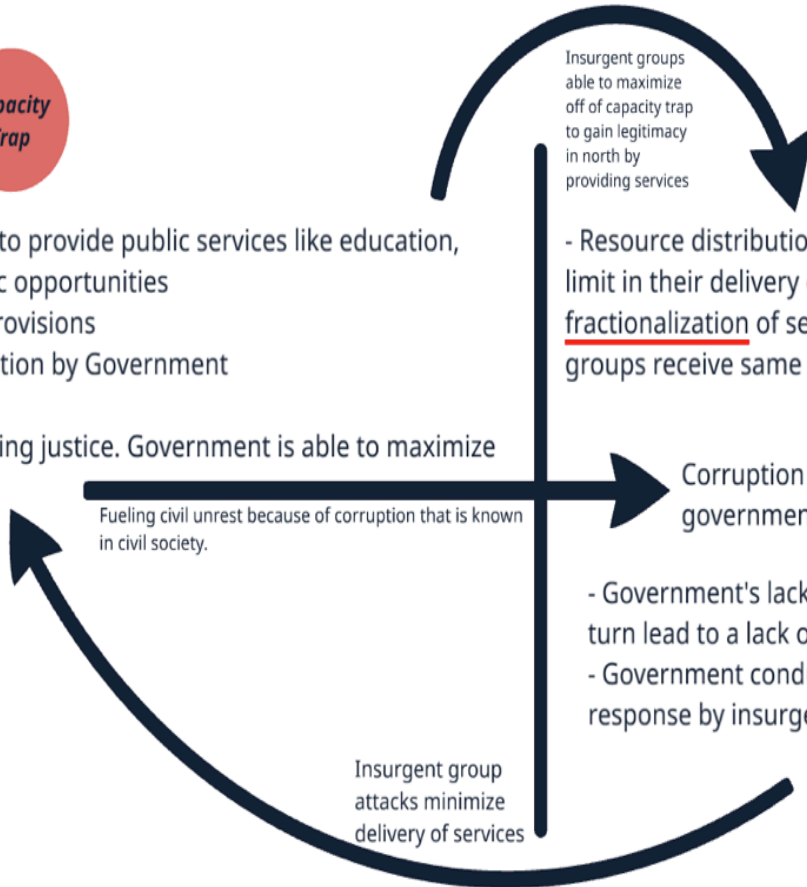 pacity
Trap
Insurgent groups
able to maximize
off of capacity trap
to gain legitimacy
in north by
providing services
to provide public services like education,
c opportunities
rovisions
tion by Government
ing justice. Government is able to maximize
- Resource distributio
limit in their delivery
fractionalization of se
groups receive same
Fueling civil unrest because of corruption that is known
in civil society.
Corruption
governmen
- Government's lack
turn lead to a lack o
- Government condu
response by insurge
Insurgent group
attacks minimize
delivery of services